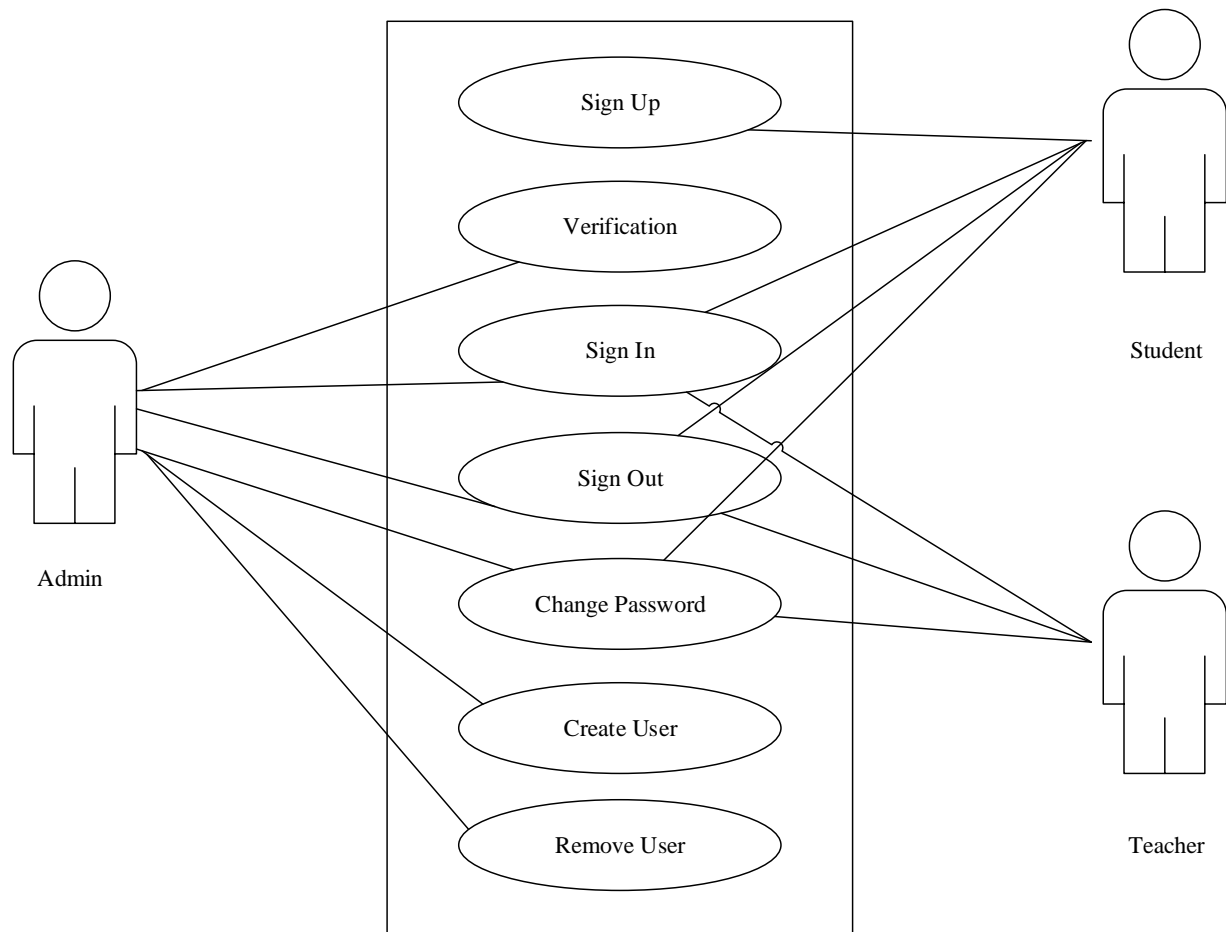 Sign Up
Verification
Sign In
Student
Sign Out
Admin
Change Password
Create User
Remove User
Teacher